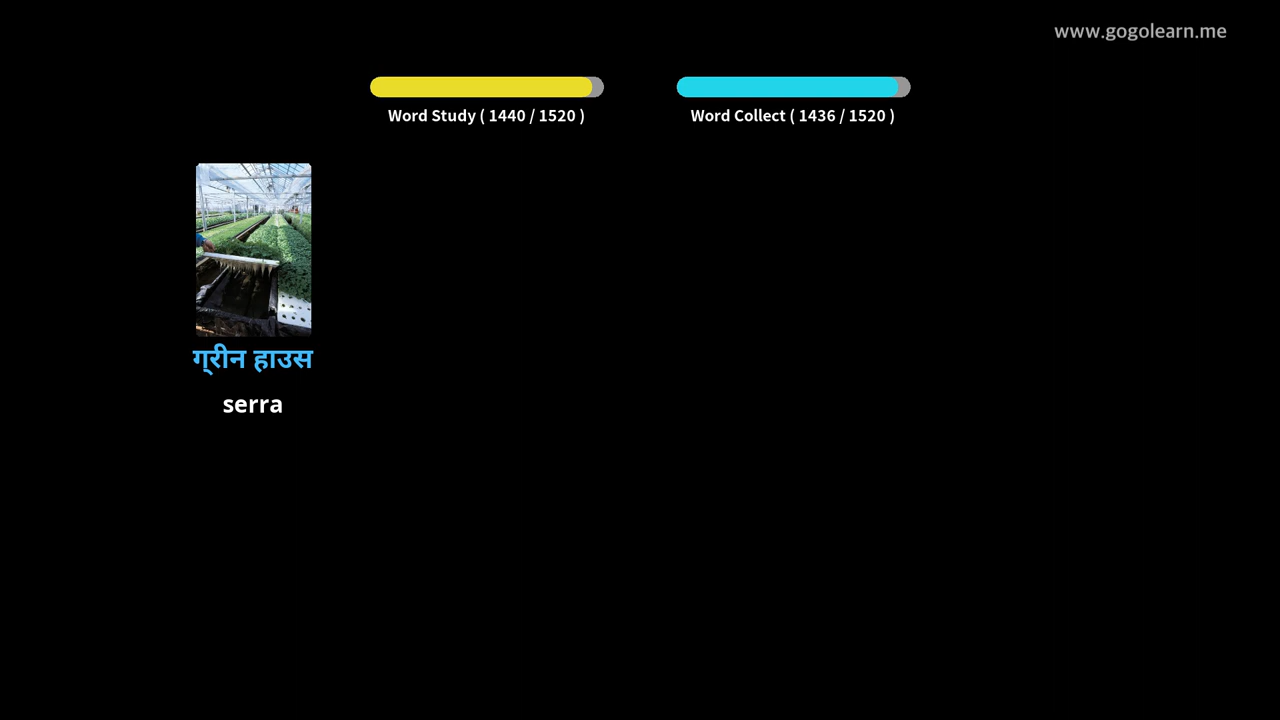 www.gogolearn.me
Word Study ( 1440 / 1520 )
Word Collect ( 1436 / 1520 )
ग्रीन हाउस
serra